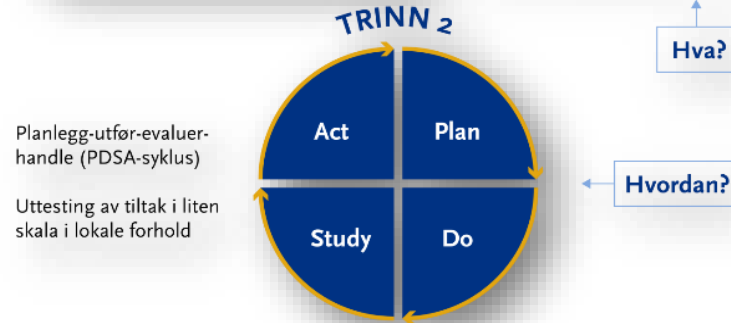 TRINN 2
Hva?
Act
Plan
Planlegg-utfør-evaluer-
handle (PDSA-syklus)
Hvordan?
Uttesting av tiltak i liten
skala i lokale forhold
Study
Do